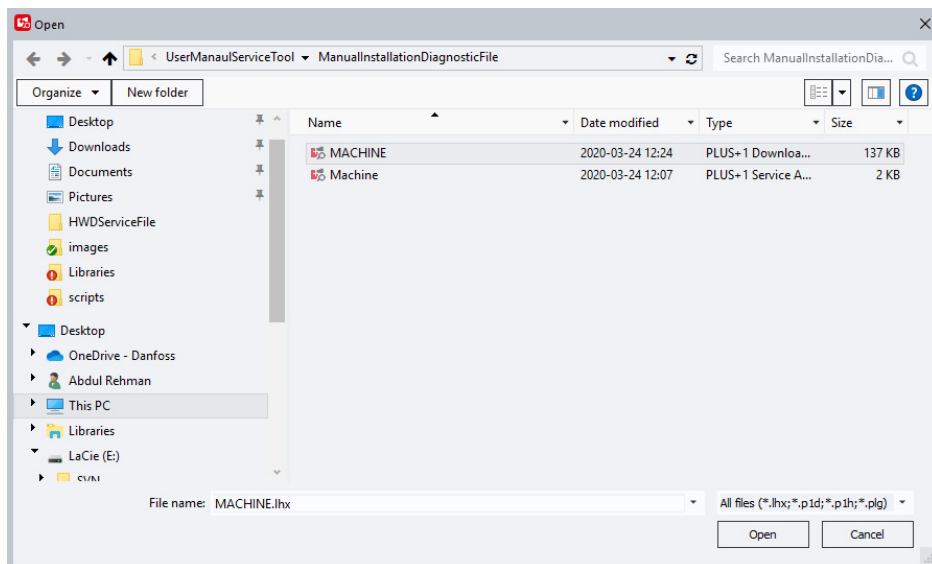 Open
UserManaulServiceTool ManualInstallationDiagnosticFile
Search ManualInstallationDia...
Organize New folder
Name Date modified Type Size
Desktop
Downloads
Documents
Pictures
HWDServiceFile
images
Libraries
scripts
Desktop
OneDrive - Danfoss
Abdul Rehman
This PC
Libraries
LaCie (E:)
SVN
MACHINE 2020-03-24 12:24 PLUS+1 Downloa... 137 KB
Machine 2020-03-24 12:07 PLUS+1 Service A... 2 KB
File name: MACHINE.lhx All files (*.lhx;*.p1d;*.p1h;*.plg)
Open Cancel